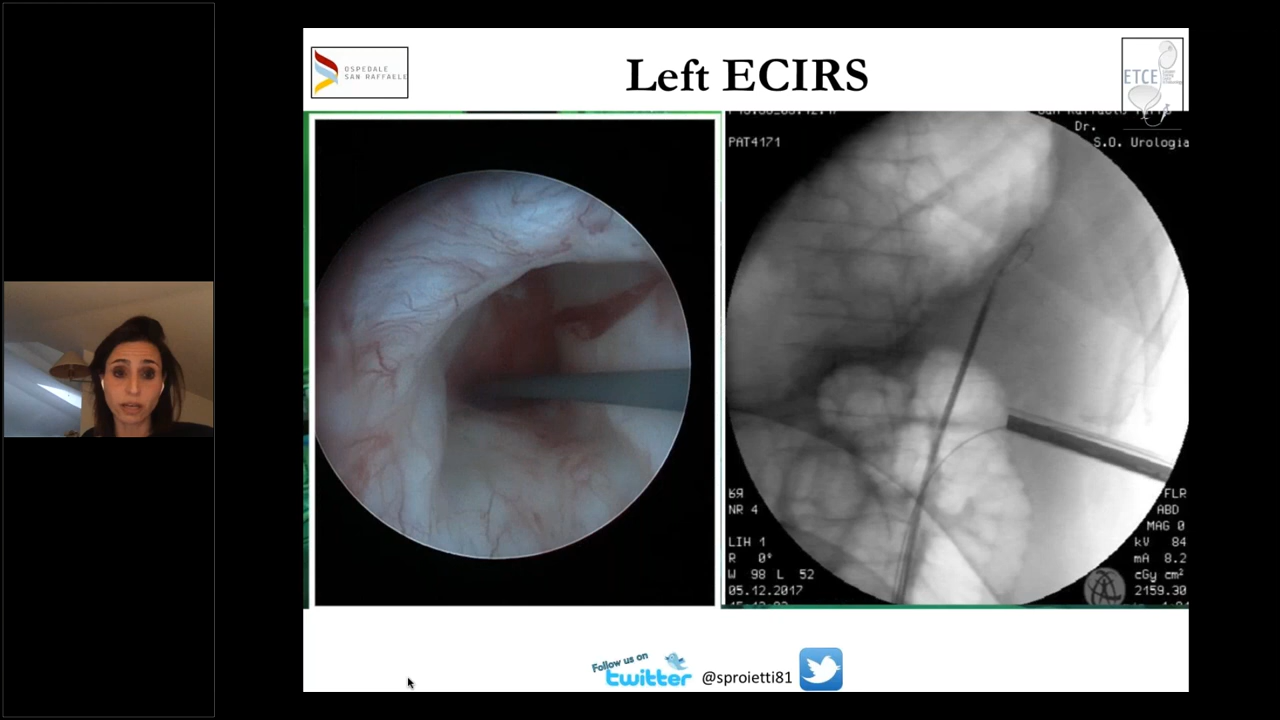 Left ECIRS
OSPEDALE
SAN RAFFAELE
ETCE
Dr.
PAT4171
S.O. Urologia
NR 4
LIH 1
R 0°
W 98 L 52
05.12.2017
FLR
ABD
MAG 0
kV 84
mA 8.2
cGy cm²
2159.30
Follow us on
twitter
@sproietti81